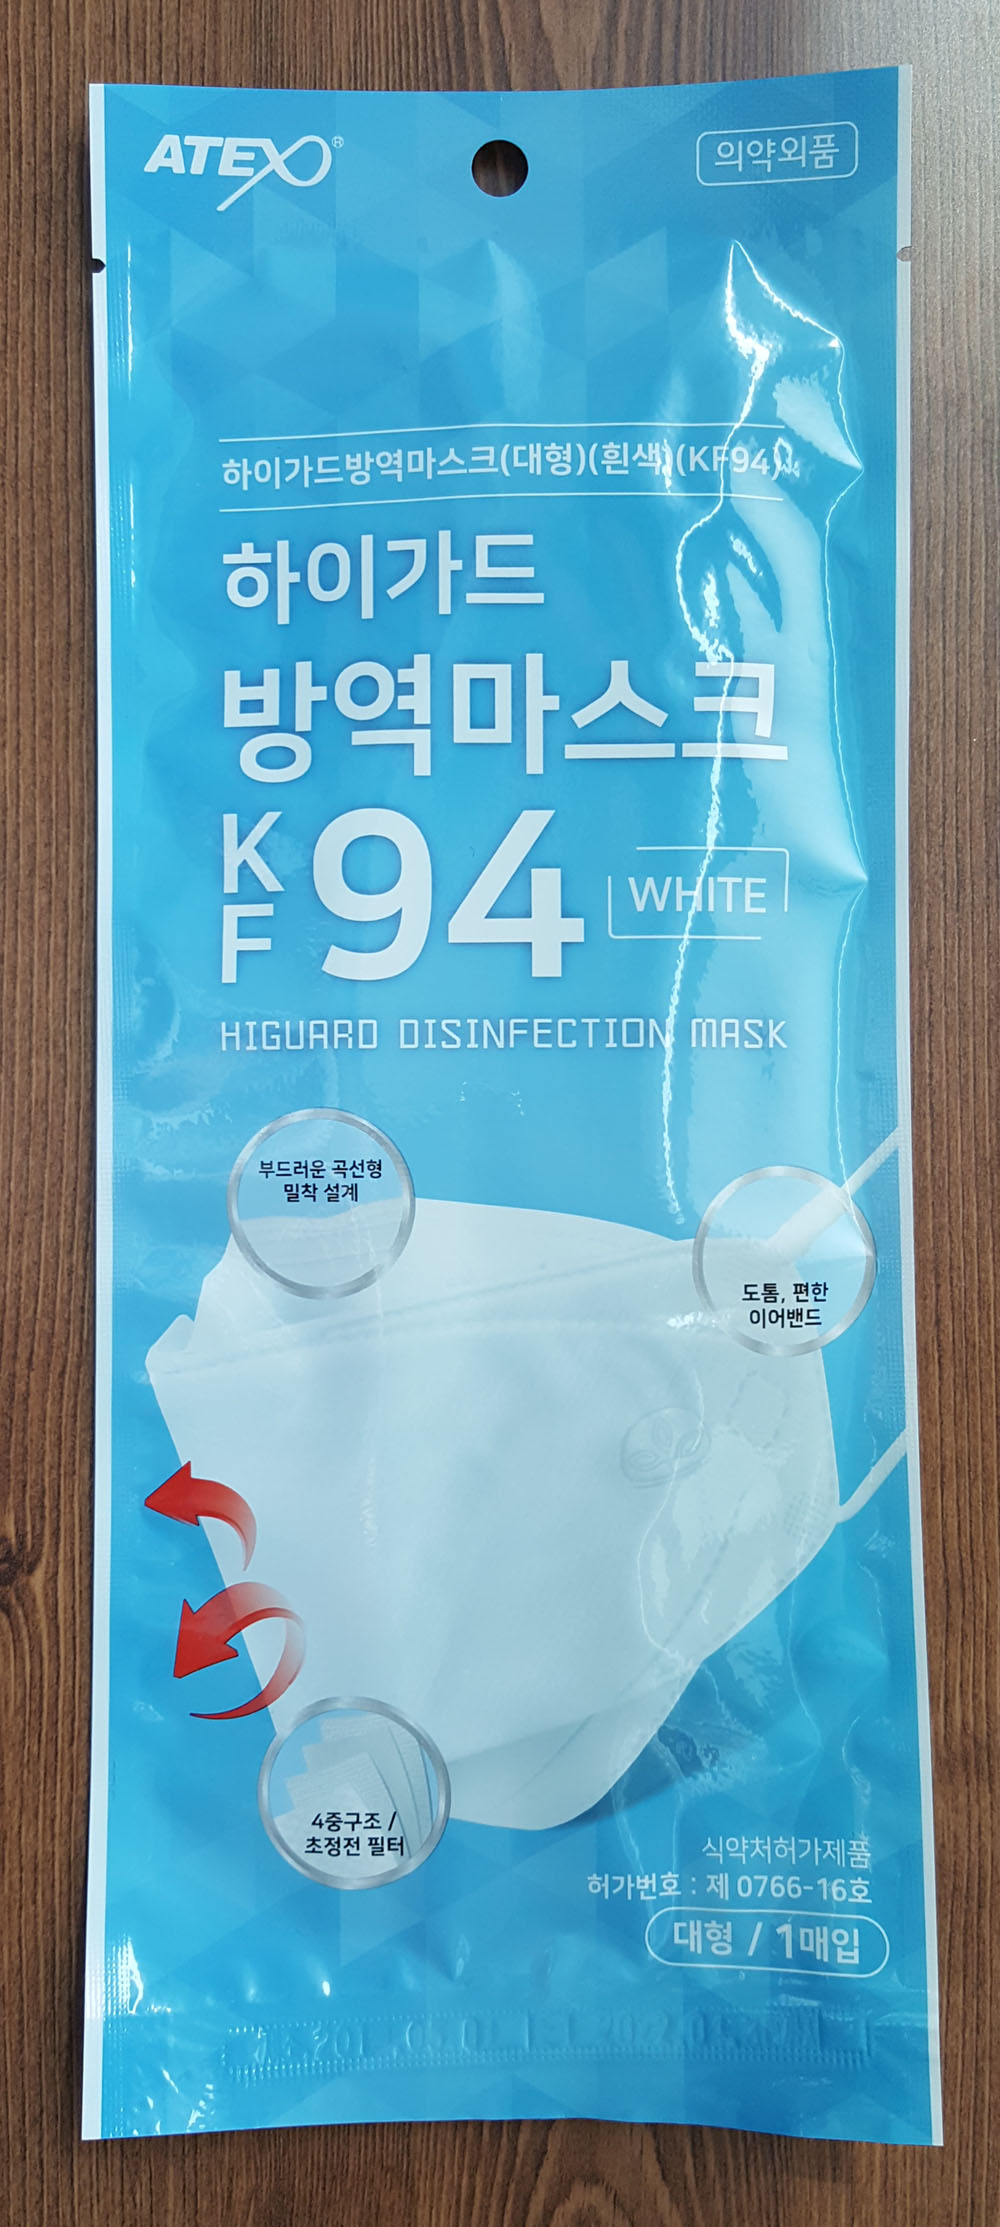 ATEXO®
의약외품
하이가드방역마스크(대형)(흰색)(KF94)
하이가드
방역마스크
KF94
WHITE
HIGUARD DISINFECTION MASK
부드러운 곡선형
밀착 설계
도톰, 편한
이어밴드
4중구조 /
초정전 필터
식약처허가제품
허가번호 : 제 0766-16호
대형 / 1매입